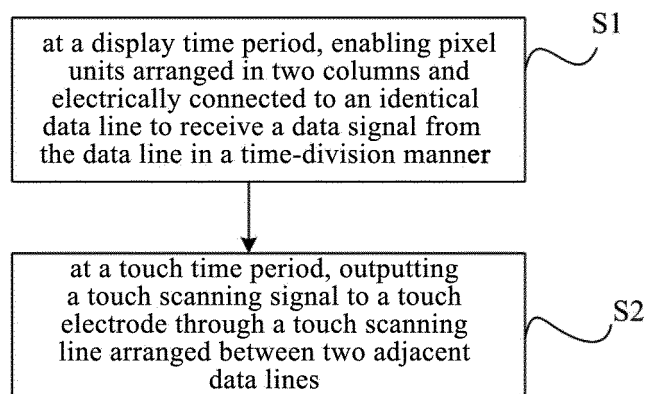 at a display time period, enabling pixel
units arranged in two columns and
electrically connected to an identical
data line to receive a data signal from
the data line in a time-division manner
S1
at a touch time period, outputting
a touch scanning signal to a touch
electrode through a touch scanning
line arranged between two adjacent
data lines
S2